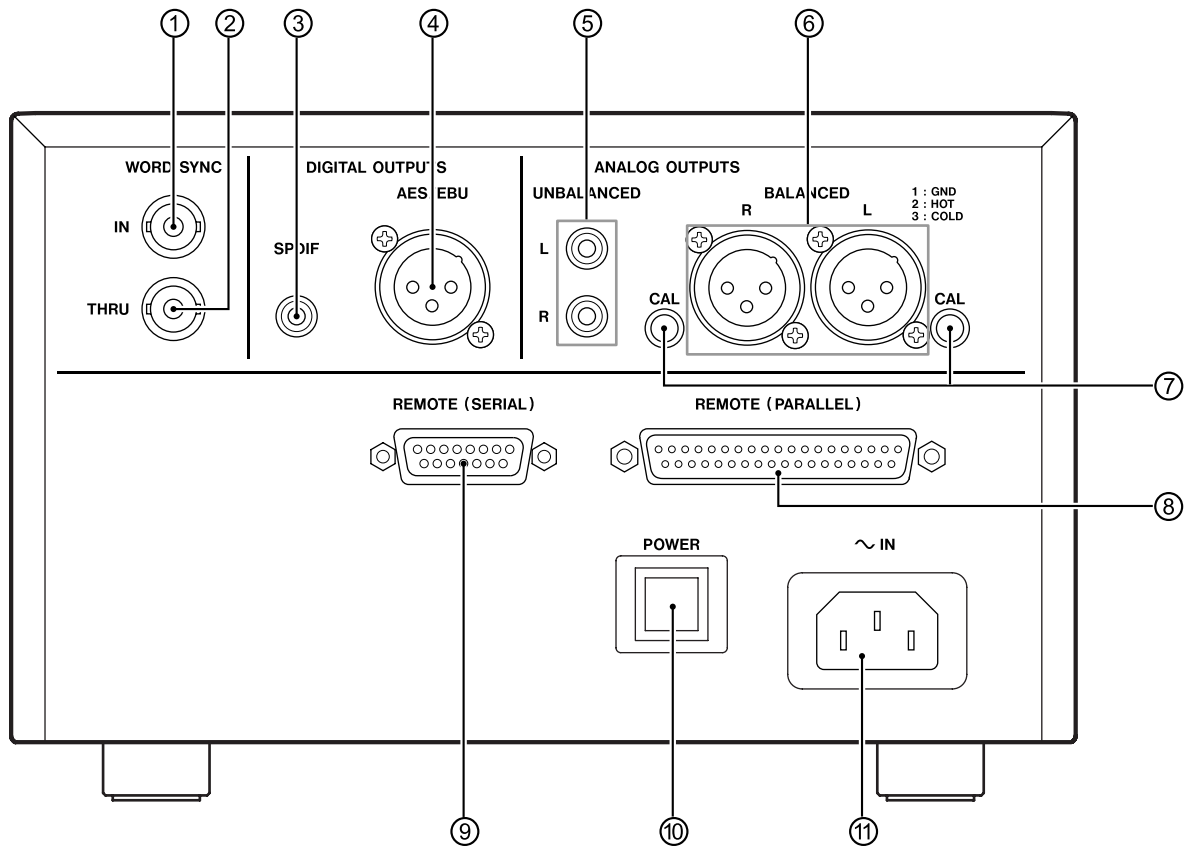 ① ② ③ ④ ⑤ ⑥
WORD SYNC
DIGITAL OUTPUTS
ANALOG OUTPUTS
AES/EBU
UNBALANCED
BALANCED
1 : GND
2 : HOT
3 : COLD
R L
IN
SPDIF
L
THRU
R
CAL
CAL
⑦
REMOTE (SERIAL)
REMOTE (PARALLEL)
⑧
POWER
~ IN
⑨ ⑩ ⑪